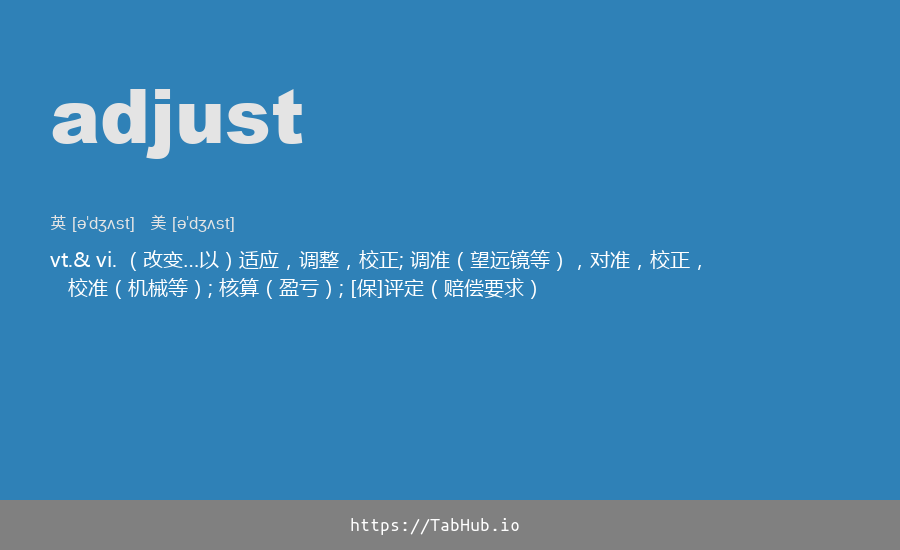 adjust
英 [ə'dʒʌst] 美 [ə'dʒʌst]
vt.& vi. （改变...以）适应，调整，校正; 调准（望远镜等），对准，校正，
校准（机械等）; 核算（盈亏）; [保]评定（赔偿要求）
https://TabHub.io